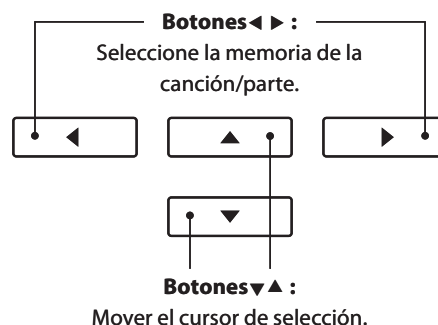 Botones◀ ▶ :
Seleccione la memoria de la
canción/parte.
◀ ▲ ▶
▼
Botones▼▲ :
Mover el cursor de selección.